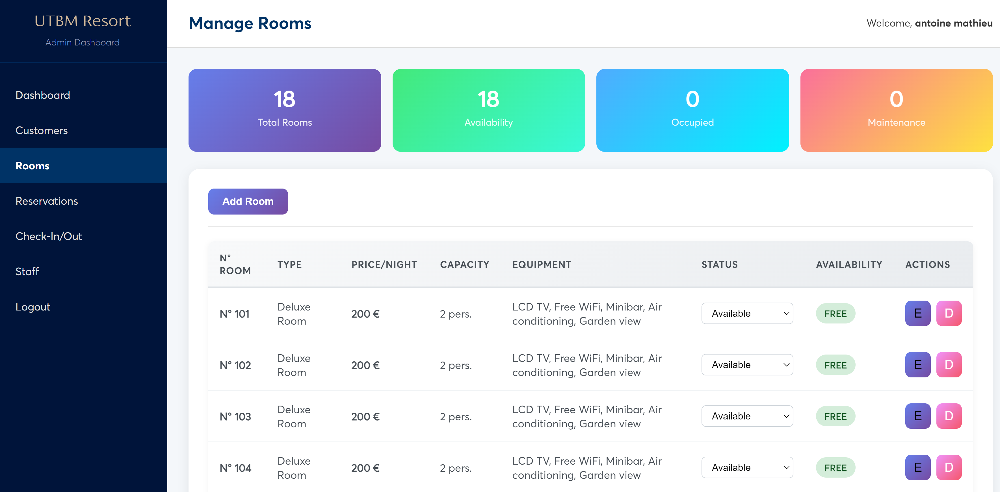 UTBM Resort
Admin Dashboard
Dashboard
Customers
Rooms
Reservations
Check-In/Out
Staff
Logout
Manage Rooms
Welcome, antoine mathieu
18
Total Rooms
18
Availability
0
Occupied
0
Maintenance
Add Room
N°
ROOM
TYPE
PRICE/NIGHT
CAPACITY
EQUIPMENT
STATUS
AVAILABILITY
ACTIONS
N° 101
Deluxe
Room
200 €
2 pers.
LCD TV, Free WiFi, Minibar, Air
conditioning, Garden view
Available
FREE
E
D
N° 102
Deluxe
Room
200 €
2 pers.
LCD TV, Free WiFi, Minibar, Air
conditioning, Garden view
Available
FREE
E
D
N° 103
Deluxe
Room
200 €
2 pers.
LCD TV, Free WiFi, Minibar, Air
conditioning, Garden view
Available
FREE
E
D
N° 104
Deluxe
Room
200 €
2 pers.
LCD TV, Free WiFi, Minibar, Air
conditioning, Garden view
Available
FREE
E
D